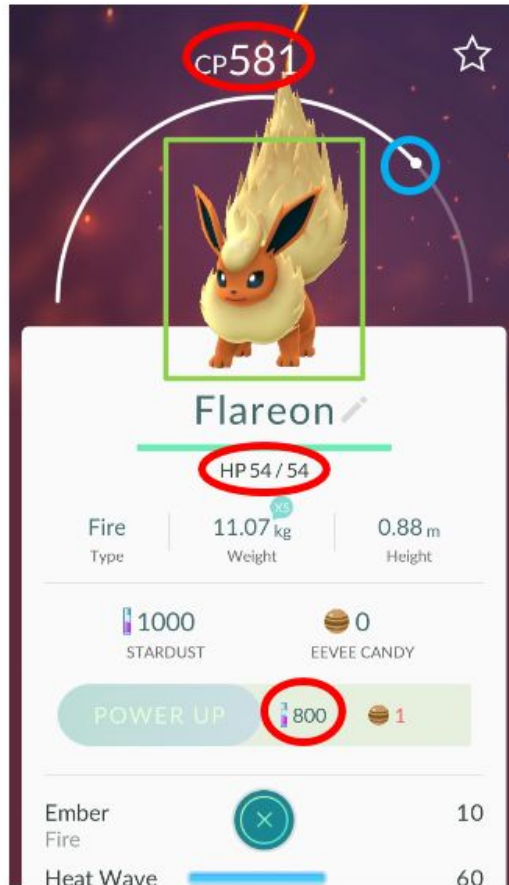 CP581
Flareon
HP 54 / 54
XS
Fire 11.07 kg 0.88 m
Type Weight Height
1000 0
STARDUST EEVEE CANDY
POWER UP 800 1
Ember 10
Fire
Heat Wave 60